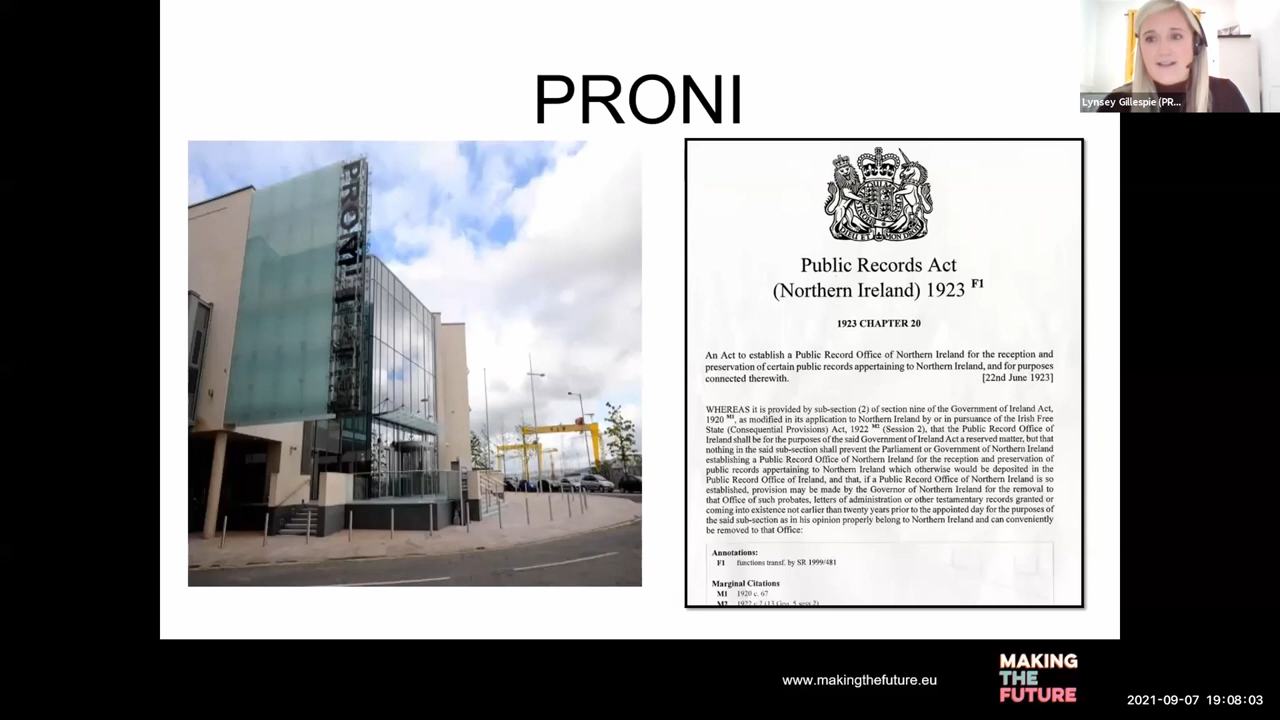 PRONI
Lynsey Gillespie (PR...
PRONI
Public Records Act
(Northern Ireland) 1923 F1
1923 CHAPTER 20
An Act to establish a Public Record Office of Northern Ireland for the reception and
preservation of certain public records appertaining to Northern Ireland, and for purposes
connected therewith. [22nd June 1923]
WHEREAS it is provided by sub-section (2) of section nine of the Government of Ireland Act,
1920 M1, as modified in its application to Northern Ireland by or in pursuance of the Irish Free
State (Consequential Provisions) Act, 1922 M2 (Session 2), that the Public Record Office of
Ireland shall be for the purposes of the said Government of Ireland Act a reserved matter, but that
nothing in the said sub-section shall prevent the Parliament or Government of Northern Ireland
establishing a Public Record Office of Northern Ireland for the reception and preservation of
public records appertaining to Northern Ireland which otherwise would be deposited in the
Public Record Office of Ireland, and that, if a Public Record Office of Northern Ireland is so
established, provision may be made by the Governor of Northern Ireland for the removal to
that Office of such probates, letters of administration or other testamentary records granted or
coming into existence not earlier than twenty years prior to the appointed day for the purposes of
the said sub-section as in his opinion properly belong to Northern Ireland and can conveniently
be removed to that Office:
Annotations:
F1 functions transf. by SR 1999/481
Marginal Citations
M1 1920 c. 67
M2 1922 c.2 (13 Geo. 5 sess 2)
www.makingthefuture.eu
MAKING
THE
FUTURE
2021-09-07 19:08:03